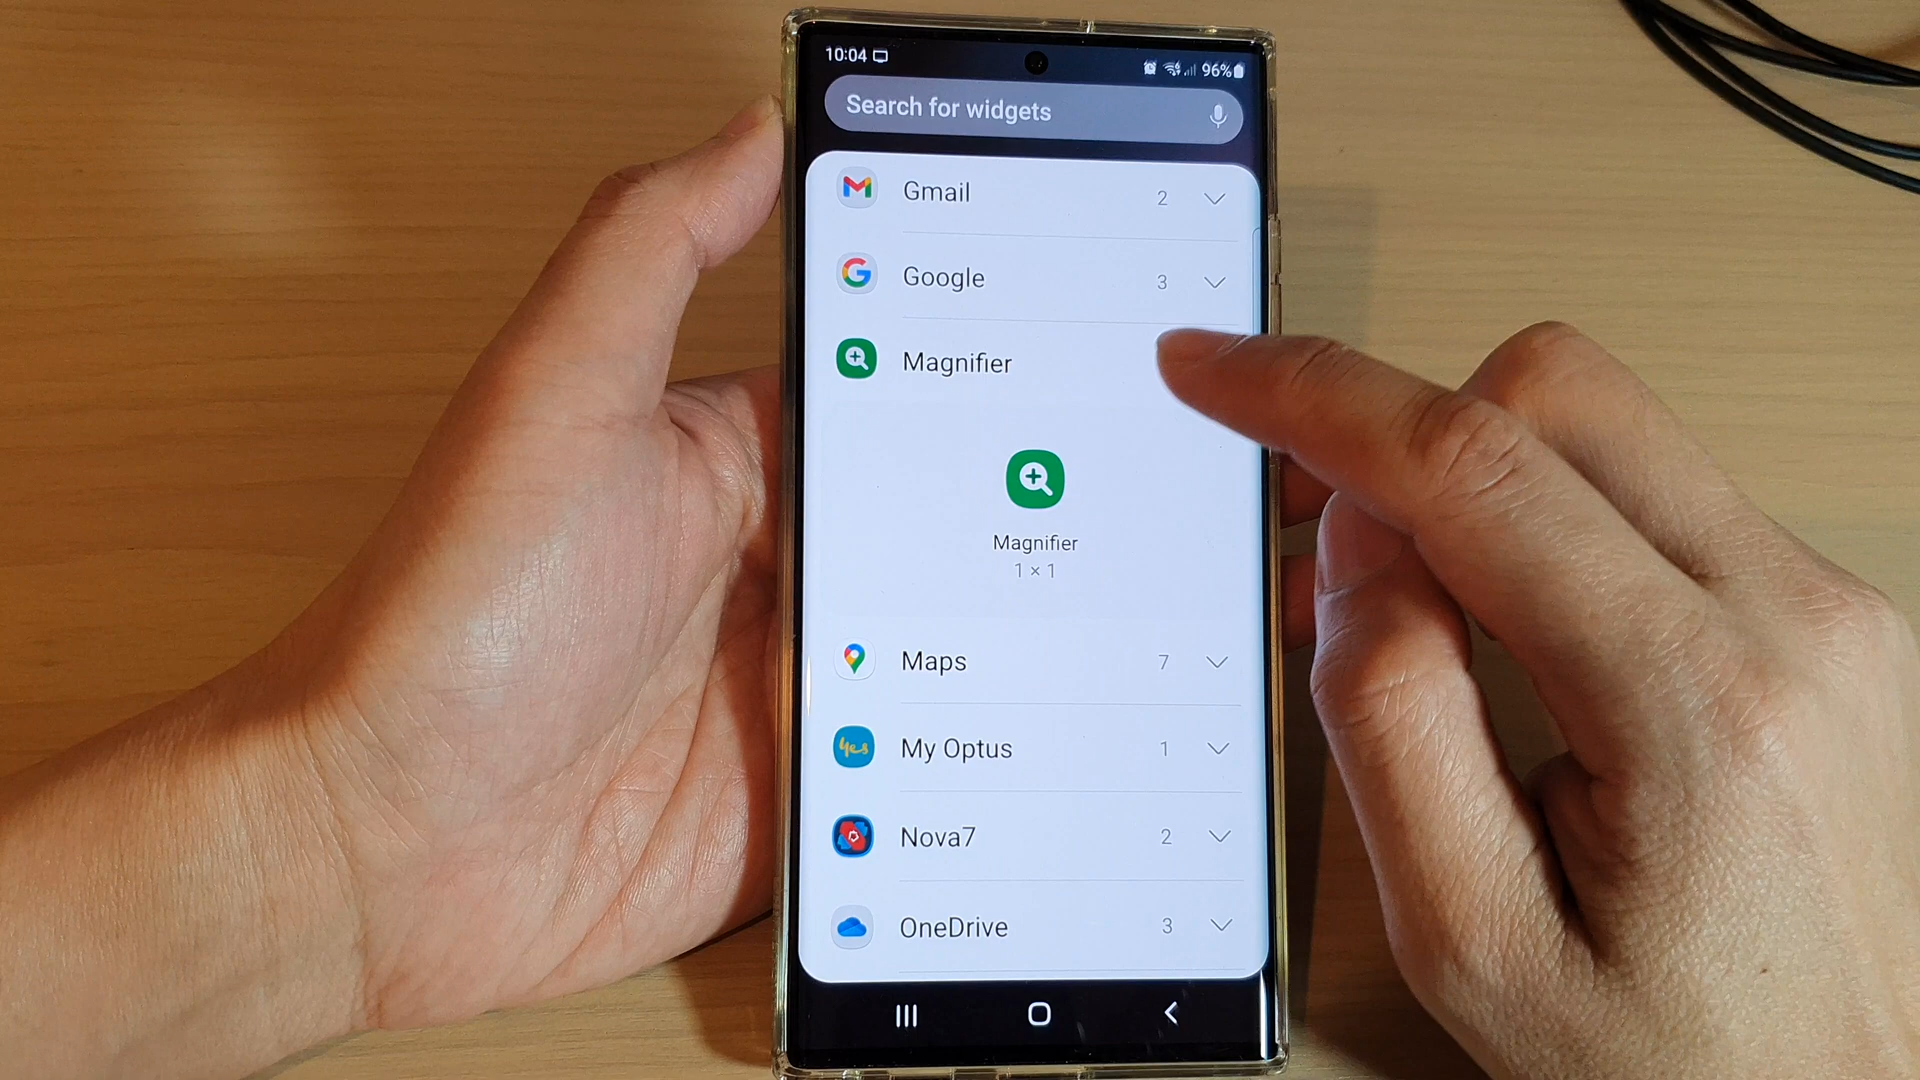 10:04 96%
Search for widgets
Gmail 2
Google 3
Magnifier
Magnifier
1 × 1
Maps 7
yes My Optus 1
Nova7 2
OneDrive 3